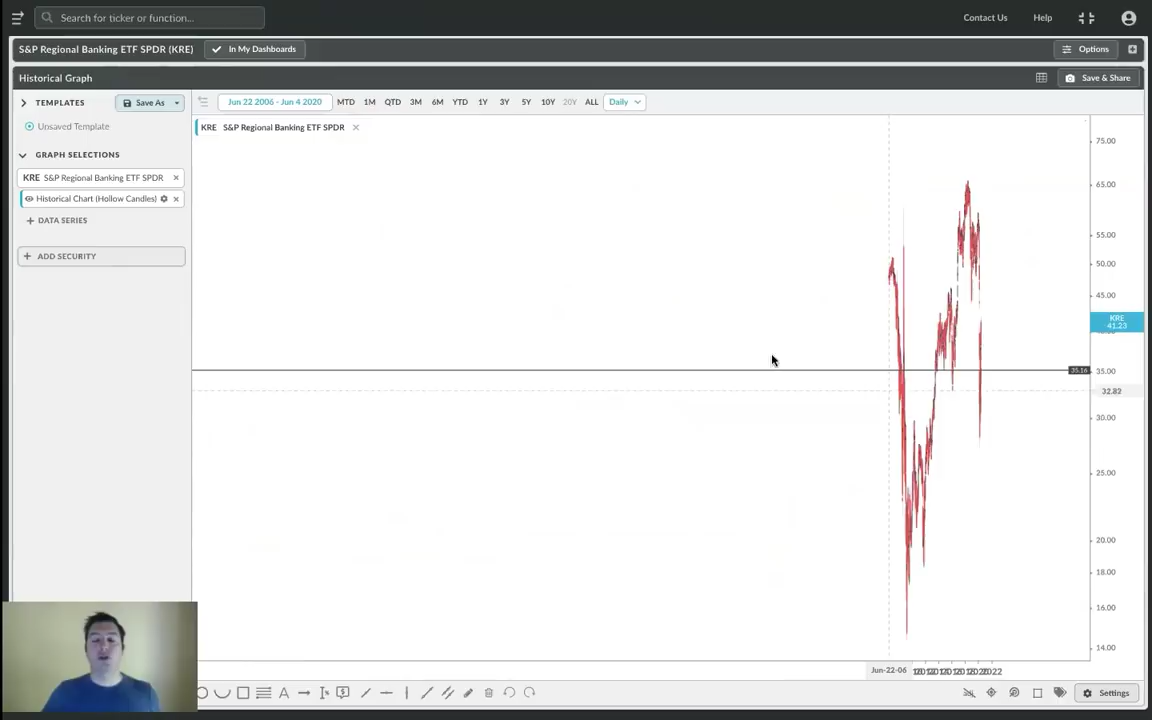 Search for ticker or function...
Contact Us
Help
S&P Regional Banking ETF SPDR (KRE)
In My Dashboards
Options
Historical Graph
Save & Share
TEMPLATES
Save As
Jun 22 2006 - Jun 4 2020
MTD 1M QTD 3M 6M YTD 1Y 3Y 5Y 10Y 20Y ALL
Daily
Unsaved Template
KRE S&P Regional Banking ETF SPDR
GRAPH SELECTIONS
KRE S&P Regional Banking ETF SPDR
Historical Chart (Hollow Candles)
+ DATA SERIES
+ ADD SECURITY
75.00
65.00
55.00
50.00
45.00
KRE
41.23
35.16
35.00
32.82
30.00
25.00
20.00
18.00
16.00
14.00
Jun-22-06
2022
Settings